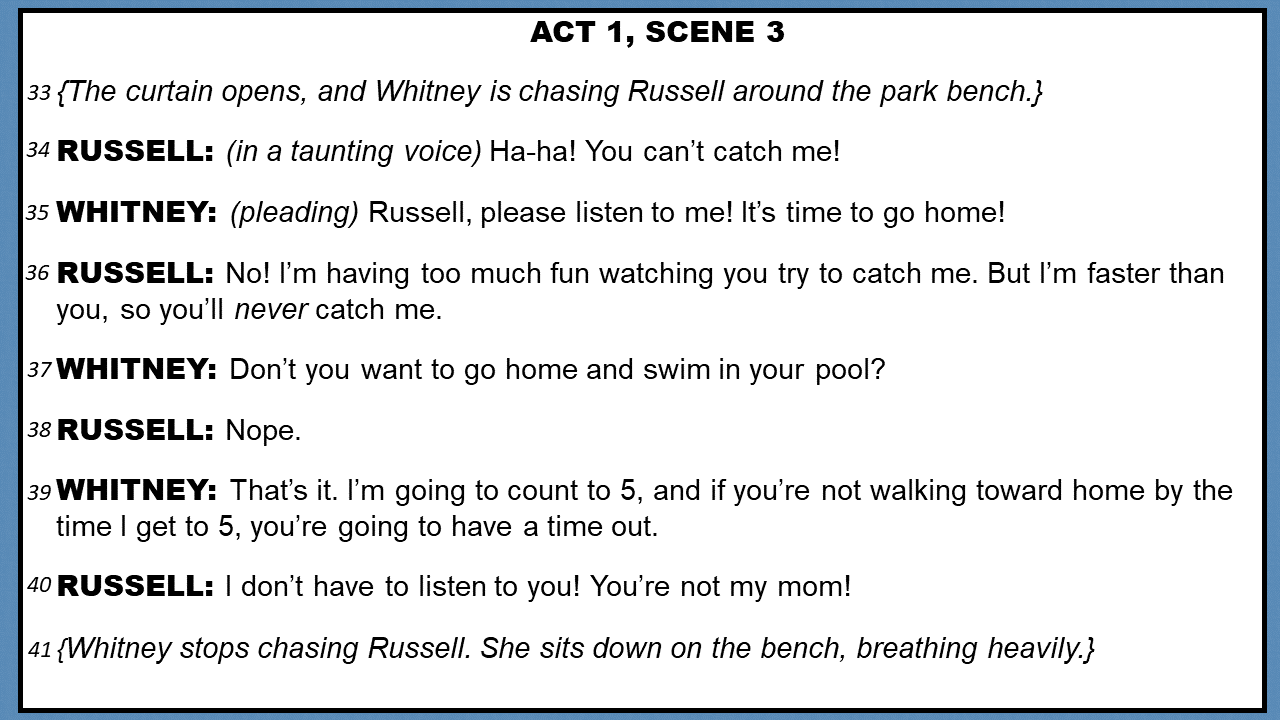 ACT 1, SCENE 3
33 {The curtain opens, and Whitney is chasing Russell around the park bench.}
34 RUSSELL: (in a taunting voice) Ha-ha! You can’t catch me!
35 WHITNEY: (pleading) Russell, please listen to me! It’s time to go home!
36 RUSSELL: No! I’m having too much fun watching you try to catch me. But I’m faster than
you, so you’ll never catch me.
37 WHITNEY: Don’t you want to go home and swim in your pool?
38 RUSSELL: Nope.
39 WHITNEY: That’s it. I’m going to count to 5, and if you’re not walking toward home by the
time I get to 5, you’re going to have a time out.
40 RUSSELL: I don’t have to listen to you! You’re not my mom!
41 {Whitney stops chasing Russell. She sits down on the bench, breathing heavily.}